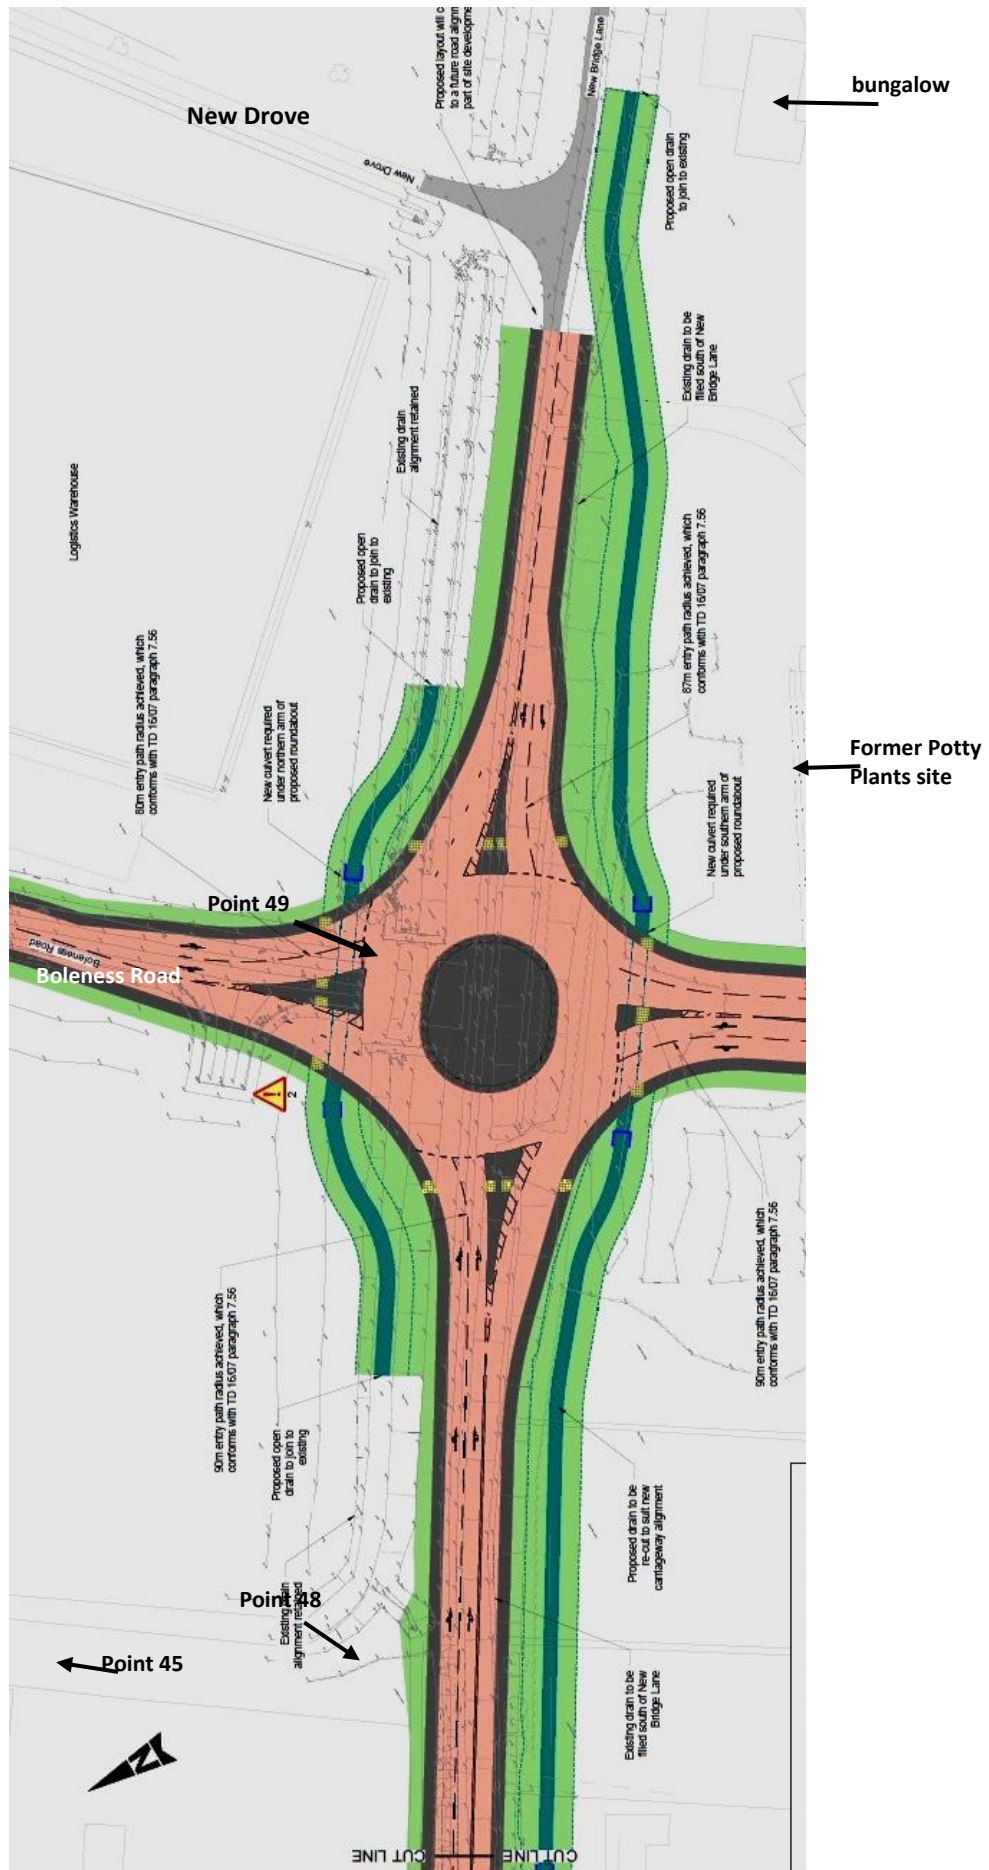 Proposed layout will c
to a future road alignm
part of site developme
New Bridge Lane
bungalow
New Drove
New Drove
Proposed open drain
to join to existing
Existing drain to be
filled south of New
Bridge Lane
Existing drain
alignment retained
Logistics Warehouse
Proposed open
drain to join to
existing
87m entry path radius achieved, which
conforms with TD 16/07 paragraph 7.56
80m entry path radius achieved, which
conforms with TD 16/07 paragraph 7.56
New culvert required
under northern arm of
proposed roundabout
Former Potty
Plants site
New culvert required
under southern arm of
proposed roundabout
Point 49
Boleness Road
Boleness Road
2
90m entry path radius achieved, which
conforms with TD 16/07 paragraph 7.56
90m entry path radius achieved, which
conforms with TD 16/07 paragraph 7.56
Proposed open
drain to join to
existing
Proposed drain to be
re-cut to suit new
carriageway alignment
Existing drain
alignment retained
Point 48
Point 45
Existing drain to be
filled south of New
Bridge Lane
N
CUT LINE
CUT LINE